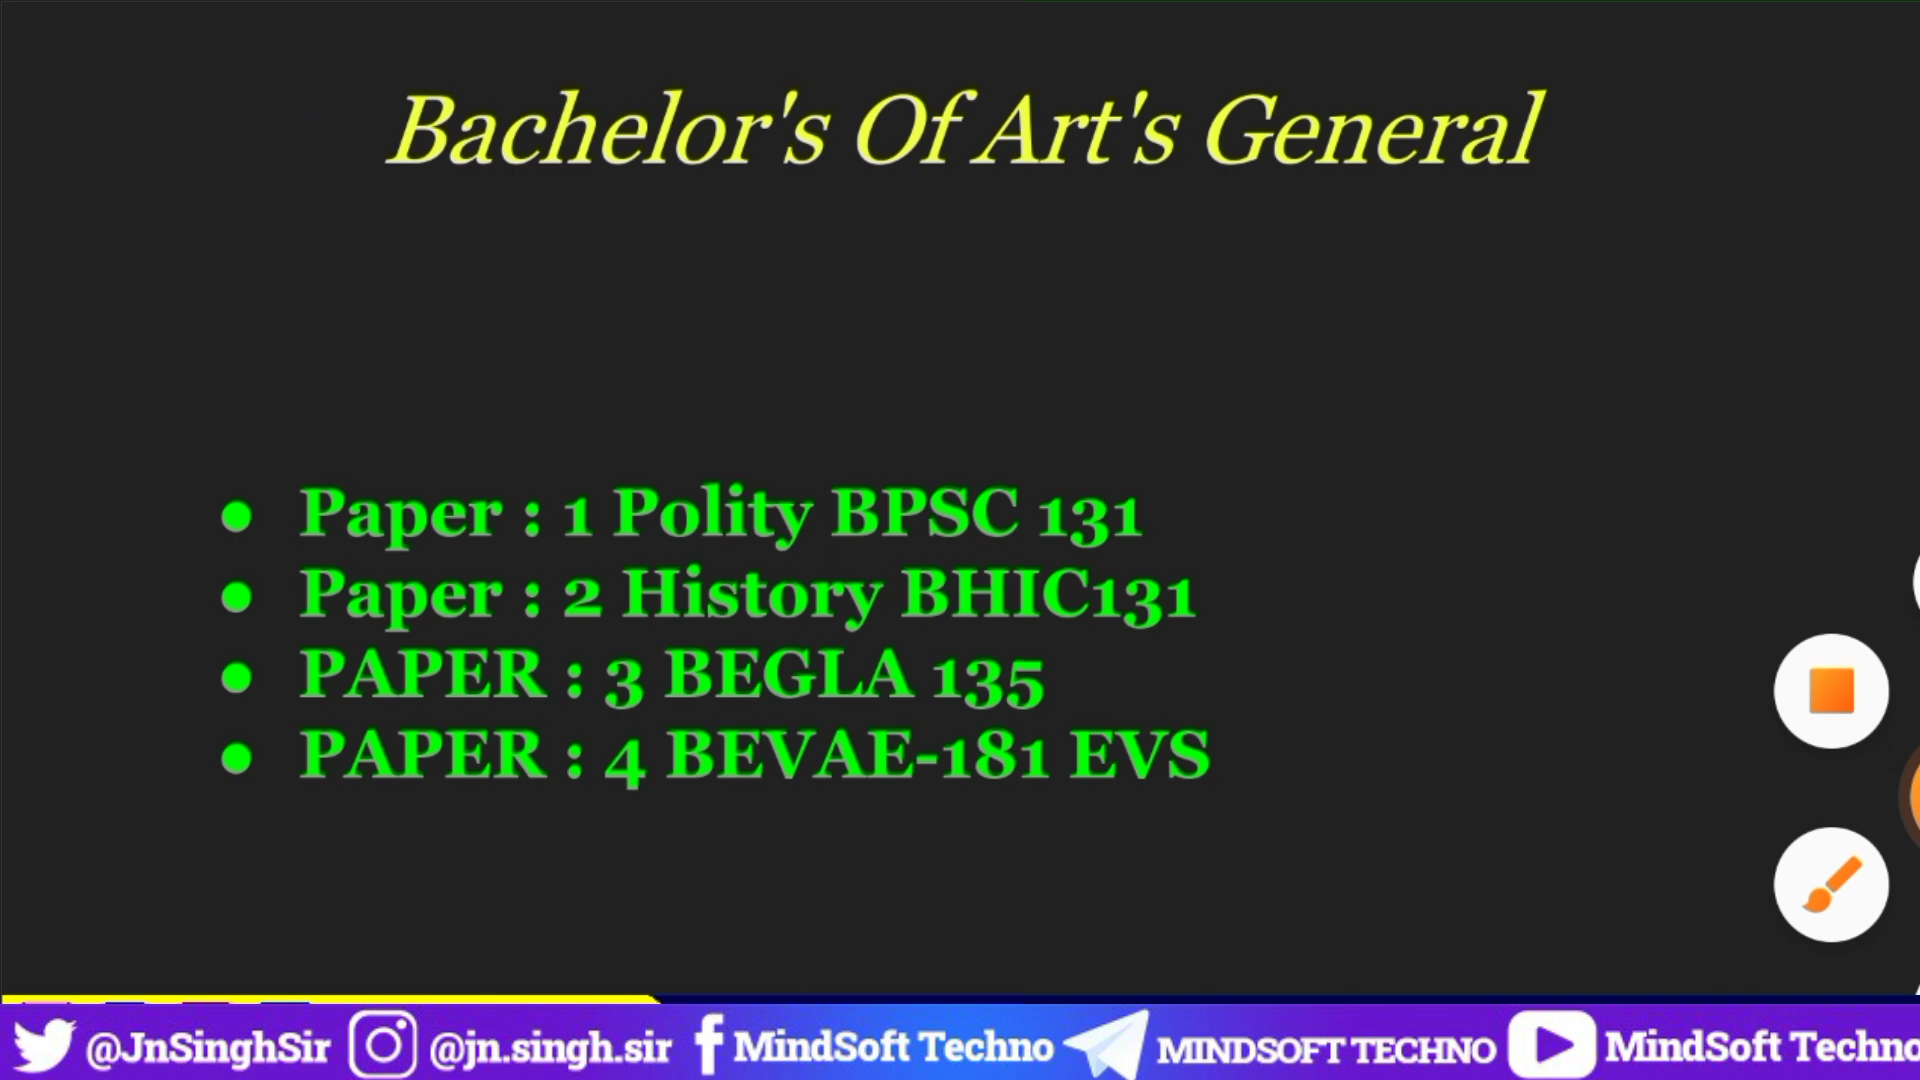 Bachelor's Of Art's General
● Paper : 1 Polity BPSC 131
● Paper : 2 History BHIC131
● PAPER : 3 BEGLA 135
● PAPER : 4 BEVAE-181 EVS
@JnSinghSir @jn.singh.sir MindSoft Techno MINDSOFT TECHNO MindSoft Techno